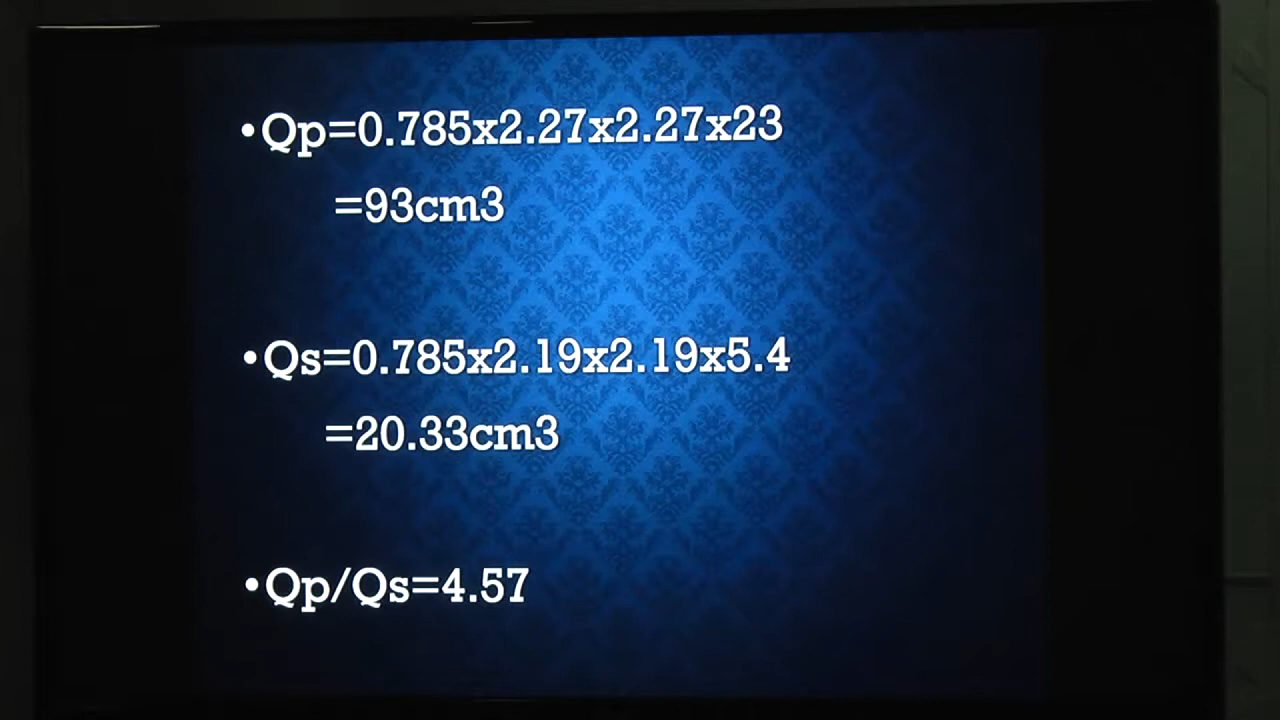 •Qp=0.785x2.27x2.27x23
=93cm3
•Qs=0.785x2.19x2.19x5.4
=20.33cm3
•Qp/Qs=4.57